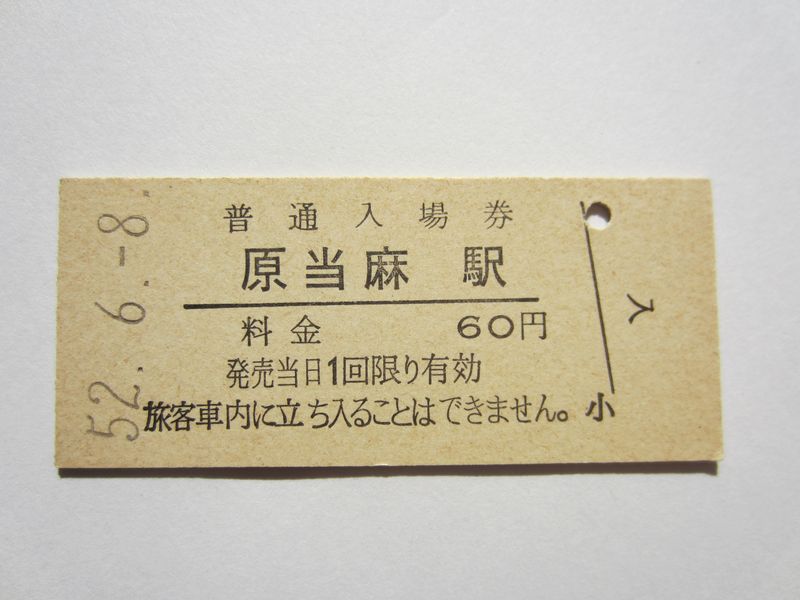 普通入場券
原当麻 駅
料金 60円
発売当日1回限り有効
旅客車内に立ち入ることはできません。
小
入
52.6.-8.